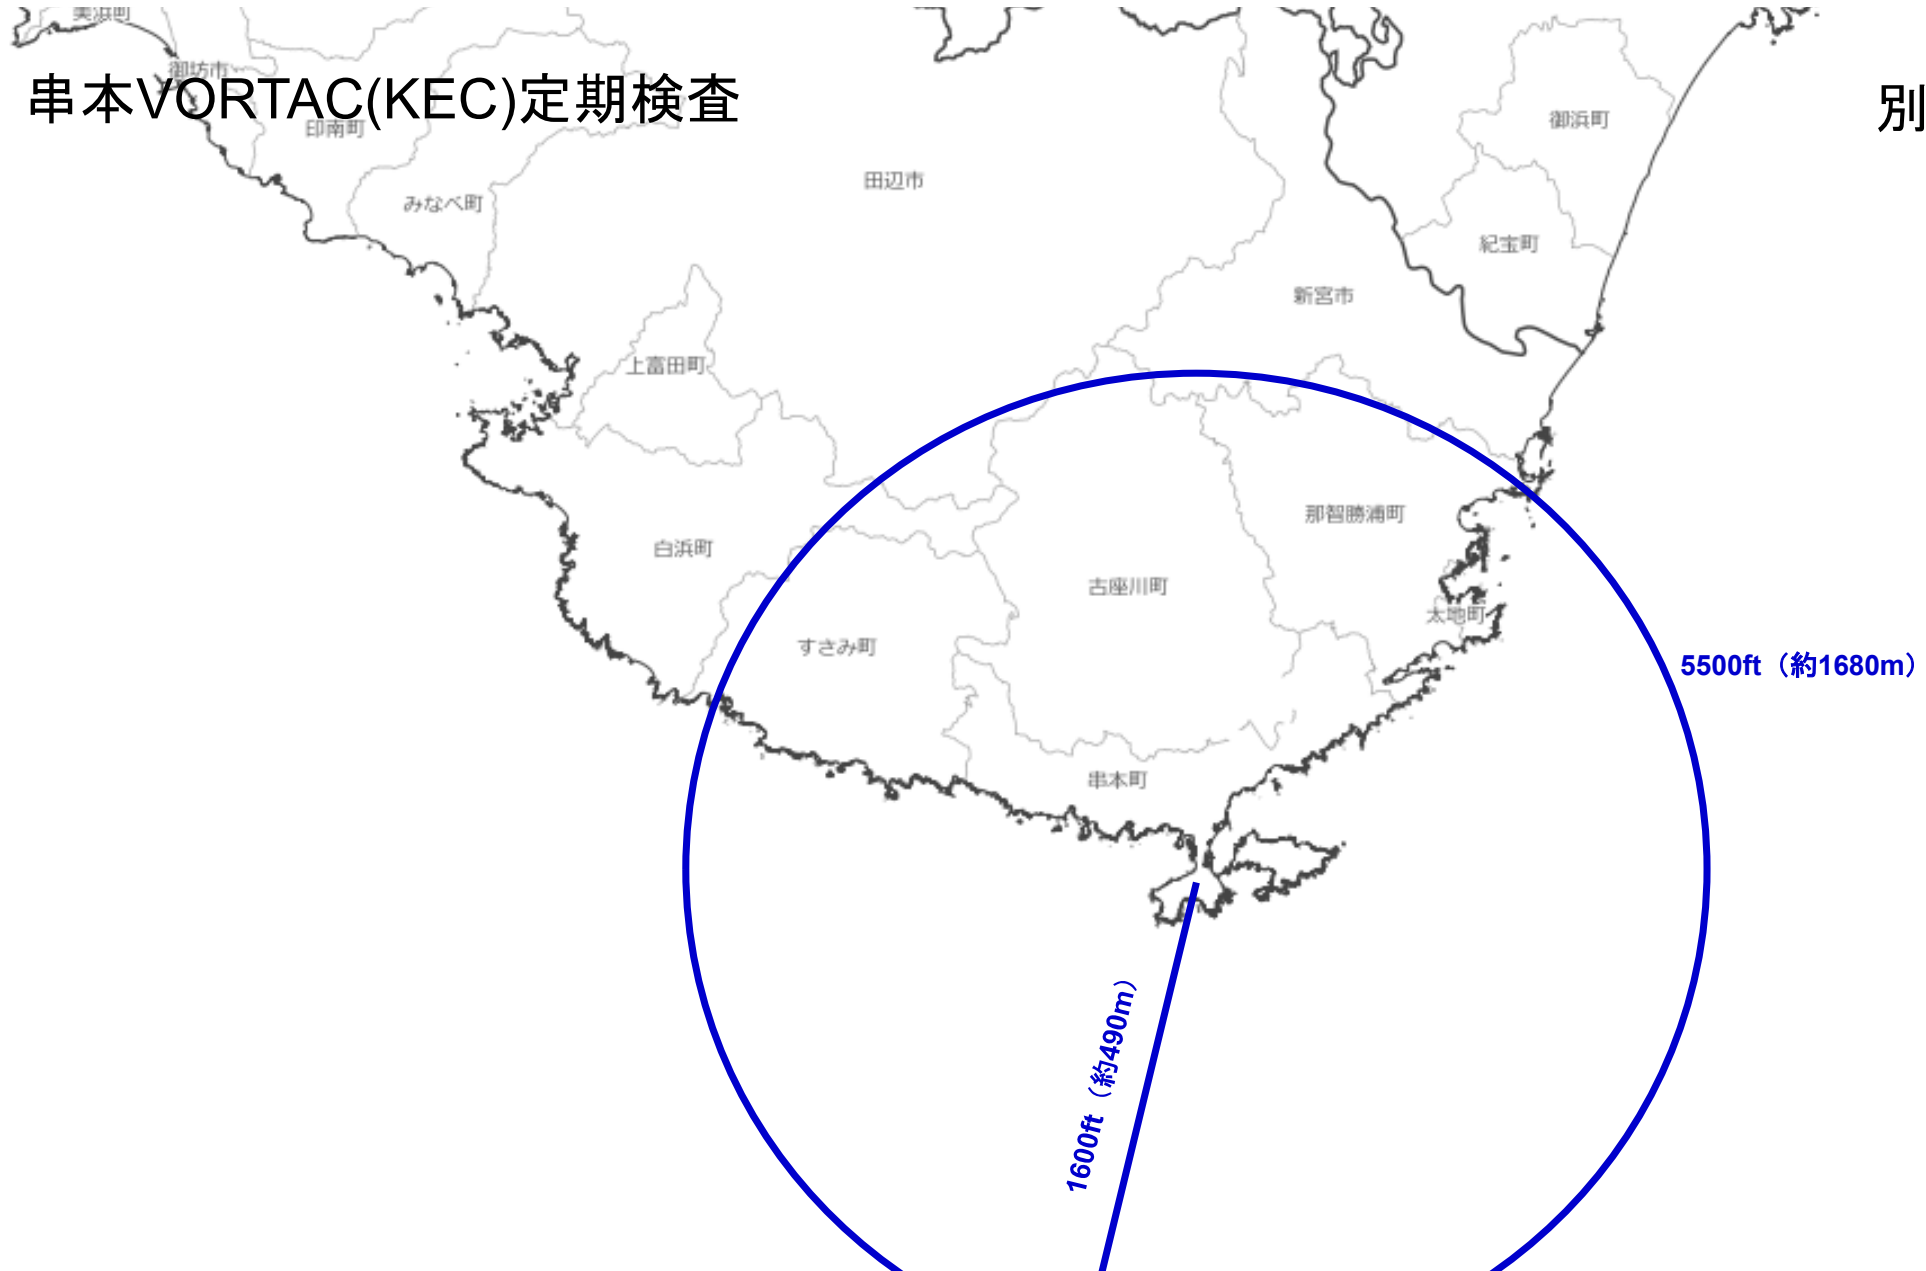 美浜町
御坊市
串本VORTAC(KEC)定期検査
別
印南町
御浜町
田辺市
みなべ町
紀宝町
新宮市
上富田町
那智勝浦町
白浜町
古座川町
太地町
すさみ町
5500ft（約1680m）
串本町
1600ft（約490m）